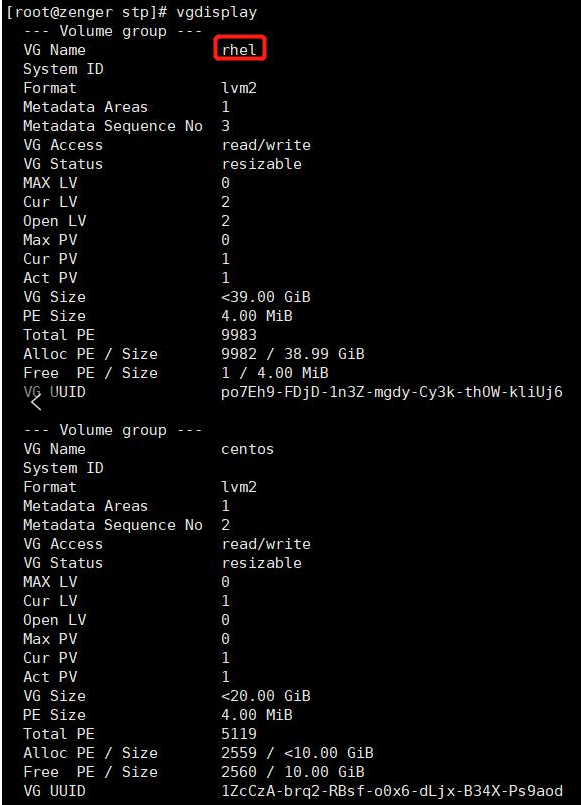 [root@zenger stp]# vgdisplay
--- Volume group ---
VG Name rhel
System ID
Format lvm2
Metadata Areas 1
Metadata Sequence No 3
VG Access read/write
VG Status resizable
MAX LV 0
Cur LV 2
Open LV 2
Max PV 0
Cur PV 1
Act PV 1
VG Size <39.00 GiB
PE Size 4.00 MiB
Total PE 9983
Alloc PE / Size 9982 / 38.99 GiB
Free PE / Size 1 / 4.00 MiB
VG UUID po7Eh9-FDjD-1n3Z-mgdy-Cy3k-thOW-kliUj6
--- Volume group ---
VG Name centos
System ID
Format lvm2
Metadata Areas 1
Metadata Sequence No 2
VG Access read/write
VG Status resizable
MAX LV 0
Cur LV 1
Open LV 0
Max PV 0
Cur PV 1
Act PV 1
VG Size <20.00 GiB
PE Size 4.00 MiB
Total PE 5119
Alloc PE / Size 2559 / <10.00 GiB
Free PE / Size 2560 / 10.00 GiB
VG UUID 1ZcCzA-brq2-RBsf-o0x6-dLjx-B34X-Ps9aod